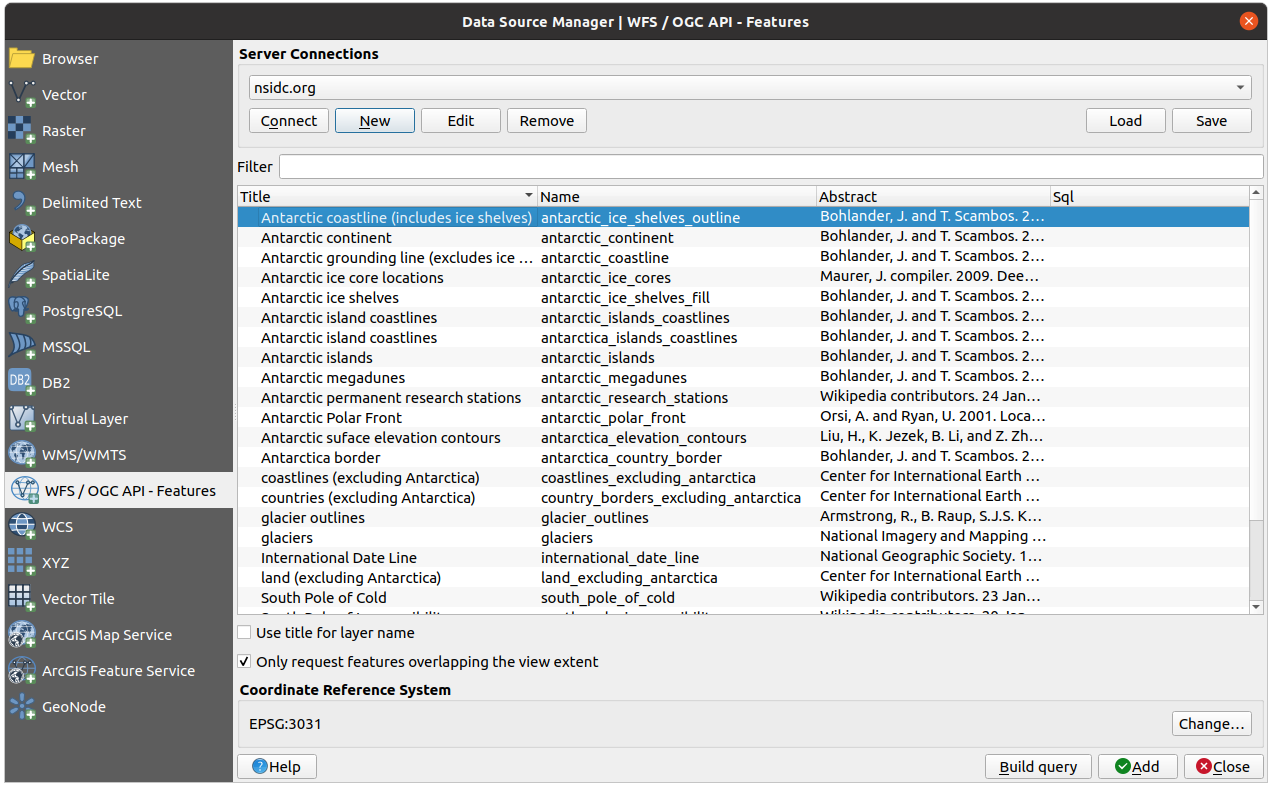 Data Source Manager | WFS / OGC API - Features
Browser
Vector
Raster
Mesh
Delimited Text
GeoPackage
SpatiaLite
PostgreSQL
MSSQL
DB2
DB2
Virtual Layer
WMS/WMTS
WFS / OGC API - Features
WCS
XYZ
Vector Tile
ArcGIS Map Service
ArcGIS Feature Service
GeoNode
Server Connections
nsidc.org
Connect New Edit Remove Load Save
Filter
Title Name Abstract Sql
Antarctic coastline (includes ice shelves) antarctic_ice_shelves_outline Bohlander, J. and T. Scambos. 2…
Antarctic continent antarctic_continent Bohlander, J. and T. Scambos. 2…
Antarctic grounding line (excludes ice … antarctic_coastline Bohlander, J. and T. Scambos. 2…
Antarctic ice core locations antarctic_ice_cores Maurer, J. compiler. 2009. Dee…
Antarctic ice shelves antarctic_ice_shelves_fill Bohlander, J. and T. Scambos. 2…
Antarctic island coastlines antarctic_islands_coastlines Bohlander, J. and T. Scambos. 2…
Antarctic island coastlines antarctica_islands_coastlines Bohlander, J. and T. Scambos. 2…
Antarctic islands antarctic_islands Bohlander, J. and T. Scambos. 2…
Antarctic megadunes antarctic_megadunes Bohlander, J. and T. Scambos. 2…
Antarctic permanent research stations antarctic_research_stations Wikipedia contributors. 24 Jan…
Antarctic Polar Front antarctic_polar_front Orsi, A. and Ryan, U. 2001. Loca…
Antarctic suface elevation contours antarctica_elevation_contours Liu, H., K. Jezek, B. Li, and Z. Zh…
Antarctica border antarctica_country_border Bohlander, J. and T. Scambos. 2…
coastlines (excluding Antarctica) coastlines_excluding_antarctica Center for International Earth …
countries (excluding Antarctica) country_borders_excluding_antarctica Center for International Earth …
glacier outlines glacier_outlines Armstrong, R., B. Raup, S.J.S. K…
glaciers glaciers National Imagery and Mapping …
International Date Line international_date_line National Geographic Society. 1…
land (excluding Antarctica) land_excluding_antarctica Center for International Earth …
South Pole of Cold south_pole_of_cold Wikipedia contributors. 23 Jan…
Use title for layer name
Only request features overlapping the view extent
Coordinate Reference System
EPSG:3031 Change…
Help Build query Add Close